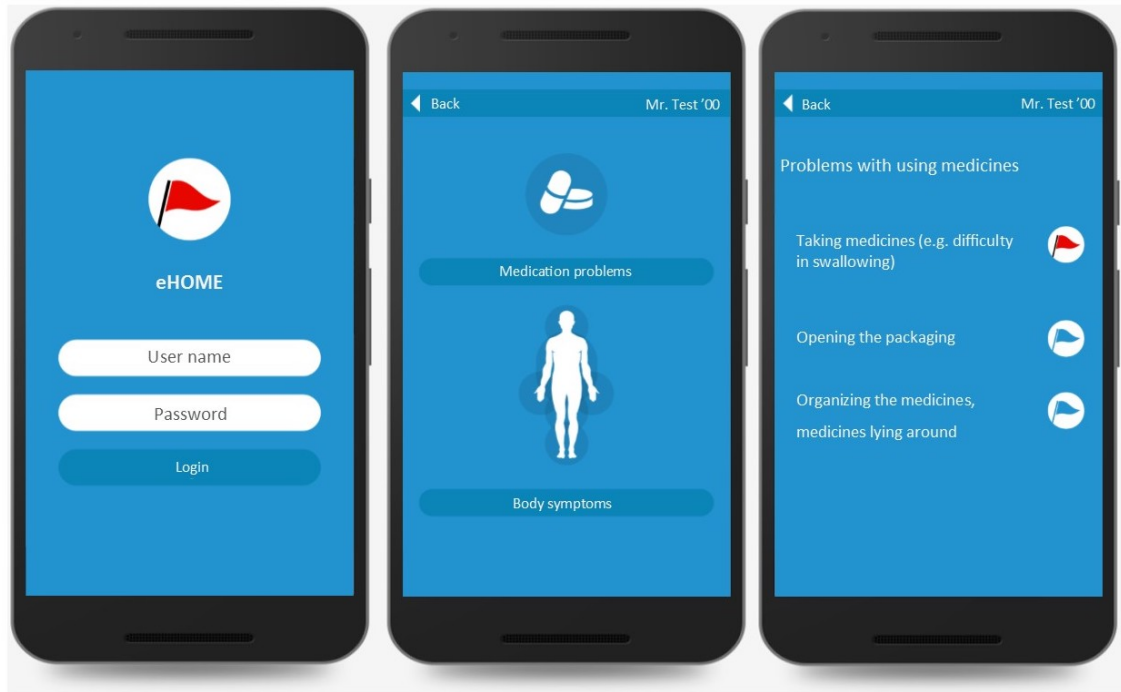 eHOME
User name
Password
Login
Back
Mr. Test ’00
Medication problems
Body symptoms
Back
Mr. Test ’00
Problems with using medicines
Taking medicines (e.g. difficulty
in swallowing)
Opening the packaging
Organizing the medicines,
medicines lying around